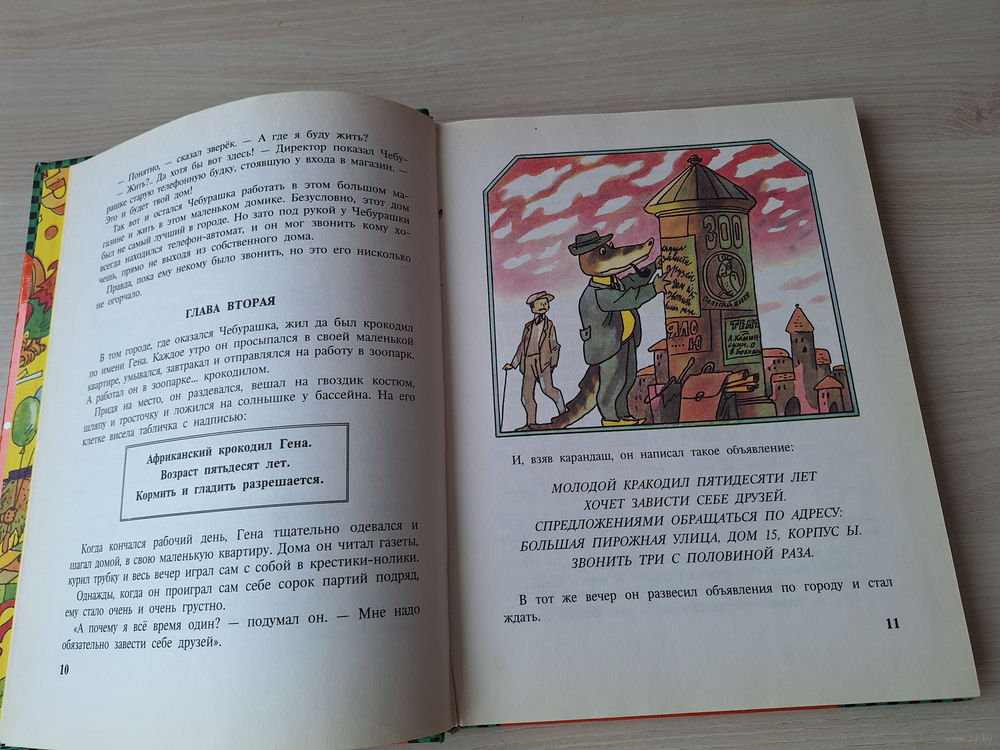 — Понятно, — сказал зверёк. — А где я буду жить?
— Жить?.. Да хотя бы вот здесь! — Директор показал Чебу-
рашке старую телефонную будку, стоявшую у входа в магазин. —
Это и будет твой дом!
Так вот и остался Чебурашка работать в этом большом ма-
газине и жить в этом маленьком домике. Безусловно, этот дом
был не самый лучший в городе. Но зато под рукой у Чебурашки
всегда находился телефон-автомат, и он мог звонить кому хо-
чешь, прямо не выходя из собственного дома.
Правда, пока ему некому было звонить, но это его нисколько
не огорчало.
ГЛАВА ВТОРАЯ
В том городе, где оказался Чебурашка, жил да был крокодил
по имени Гена. Каждое утро он просыпался в своей маленькой
квартире, умывался, завтракал и отправлялся на работу в зоопарк.
А работал он в зоопарке... крокодилом.
Придя на место, он раздевался, вешал на гвоздик костюм,
шляпу и тросточку и ложился на солнышке у бассейна. На его
клетке висела табличка с надписью:
Африканский крокодил Гена.
Возраст пятьдесят лет.
Кормить и гладить разрешается.
Когда кончался рабочий день, Гена тщательно одевался и
шагал домой, в свою маленькую квартиру. Дома он читал газеты,
курил трубку и весь вечер играл сам с собой в крестики-нолики.
Однажды, когда он проиграл сам себе сорок партий подряд,
ему стало очень и очень грустно.
«А почему я всё время один? — подумал он. — Мне надо
обязательно завести себе друзей».
10
300
ПОПУГАЙ
ТЕАТ
И, взяв карандаш, он написал такое объявление:
МОЛОДОЙ КРАКОДИЛ ПЯТИДЕСЯТИ ЛЕТ
ХОЧЕТ ЗАВИСТИ СЕБЕ ДРУЗЕЙ.
СПРЕДЛОЖЕНИЯМИ ОБРАЩАТЬСЯ ПО АДРЕСУ:
БОЛЬШАЯ ПИРОЖНАЯ УЛИЦА, ДОМ 15, КОРПУС Ы.
ЗВОНИТЬ ТРИ С ПОЛОВИНОЙ РАЗА.
В тот же вечер он развесил объявления по городу и стал
ждать.
11
www.ay.by